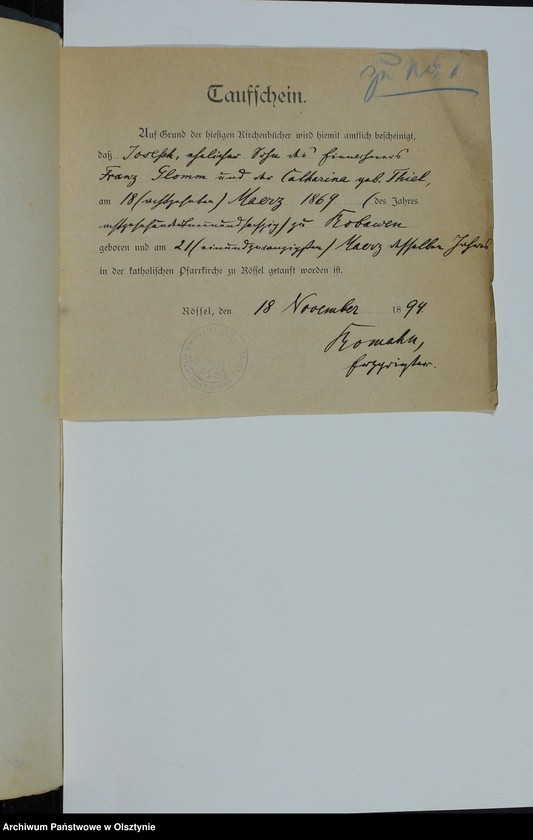 zu No 1
Taufschein.
Auf Grund der hiesigen Kirchenbücher wird hiemit amtlich bescheinigt,
daß Joseph, ehelicher Sohn des Einwohners
Franz Glomm und der Catharina geb. Thiel,
am 18 (achtzehnten) Maerz 1869 (des Jahres
achtzehnhundertneunundsechzig) zu Robawen
geboren und am 21 (einundzwanzigsten) Maerz desselben Jahres
in der katholischen Pfarrkirche zu Rössel getauft worden ist.
Rössel, den 18 November 1894.
Romahn,
Erzpriester.
Archiwum Państwowe w Olsztynie